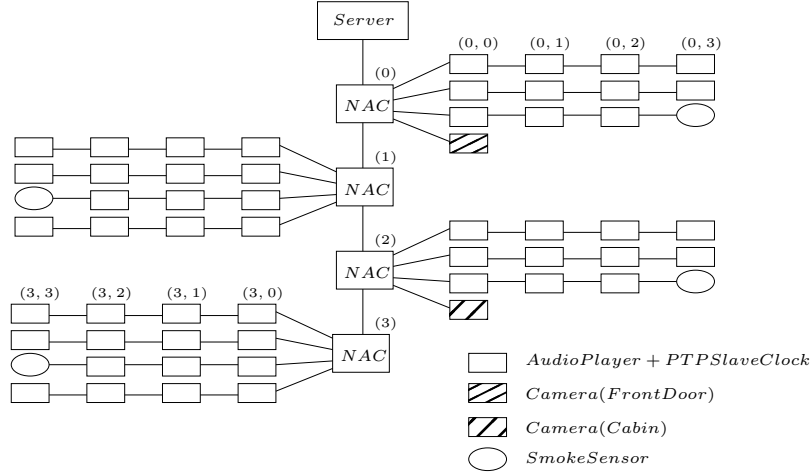 Server
(0)
(0, 0) (0, 1) (0, 2) (0, 3)
NAC
(1)
NAC
(2)
NAC
(3, 3) (3, 2) (3, 1) (3, 0)
(3)
NAC
AudioPlayer + PTPSlaveClock
Camera(FrontDoor)
Camera(Cabin)
SmokeSensor